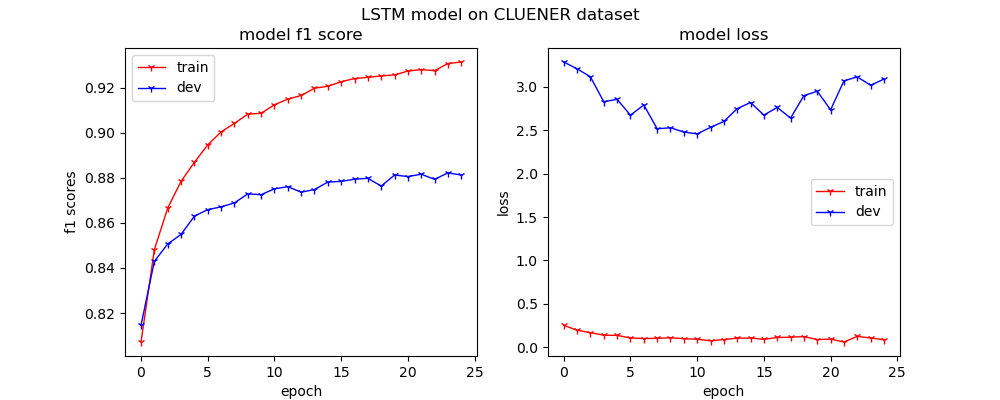 LSTM model on CLUENER dataset
model f1 score
train
dev
f1 scores
0.92
0.90
0.88
0.86
0.84
0.82
0 5 10 15 20 25
epoch
model loss
train
dev
loss
3.0
2.5
2.0
1.5
1.0
0.5
0.0
0 5 10 15 20 25
epoch